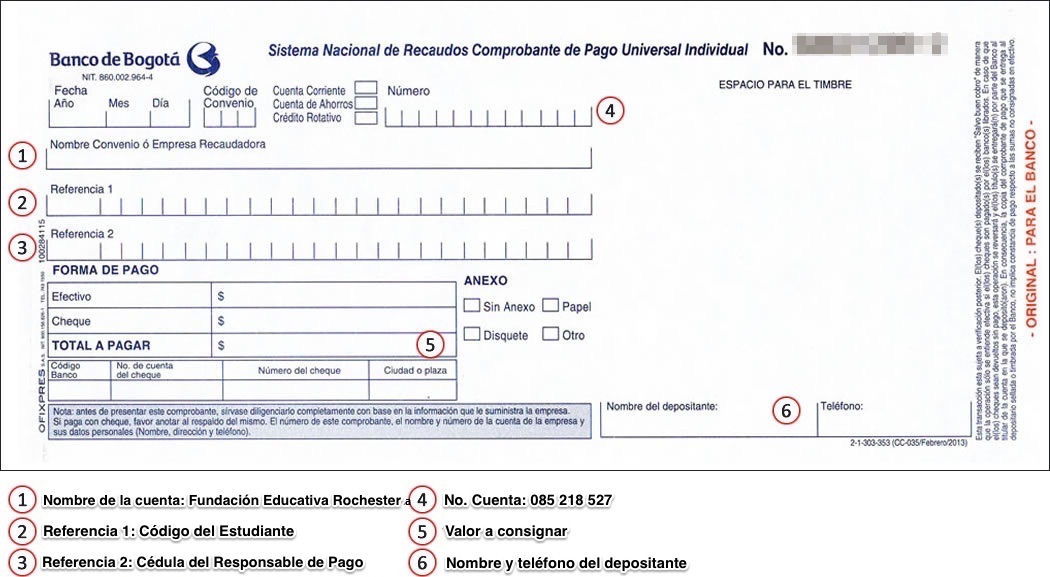 Banco de Bogotá
NIT. 860.002.964-4
Sistema Nacional de Recaudos Comprobante de Pago Universal Individual No.
Fecha
Año Mes Día
Código de
Convenio
Cuenta Corriente
Cuenta de Ahorros
Crédito Rotativo
Número
4
ESPACIO PARA EL TIMBRE
1
Nombre Convenio ó Empresa Recaudadora
2
Referencia 1
3
Referencia 2
FORMA DE PAGO
Efectivo $
Cheque $
TOTAL A PAGAR $ 5
ANEXO
Sin Anexo Papel
Disquete Otro
Código
Banco
No. de cuenta
del cheque
Número del cheque
Ciudad o plaza
Nota: antes de presentar este comprobante, sírvase diligenciarlo completamente con base en la información que le suministra la empresa.
Si paga con cheque, favor anotar al respaldo del mismo. El número de este comprobante, el nombre y número de la cuenta de la empresa y
sus datos personales (Nombre, dirección y teléfono).
Nombre del depositante: 6
Teléfono:
2-1-303-353 (CC-035/Febrero/2013)
OFIXPRES
100284115
Esta transacción esta sujeta a verificación posterior. El(los) cheque(s) depositado(s) se reciben "Salvo buen cobro" de manera
que la operación sólo se entiende efectiva si el(los) cheques son pagado(s) por el(los) banco(s) librados. En caso de que
el(los) cheques sean devueltos sin pago, esta operación se reversará y el(los) título(s) se entregará(n) por parte del Banco al
titular de la cuenta en la que se depositó(aron). En consecuencia, la copia del comprobante de pago que se entrega al
depositario sellada o timbrada por el Banco, no implica constancia de pago respecto a las sumas no consignadas en efectivo.
- ORIGINAL : PARA EL BANCO -
1 Nombre de la cuenta: Fundación Educativa Rochester
4 No. Cuenta: 085 218 527
2 Referencia 1: Código del Estudiante
5 Valor a consignar
3 Referencia 2: Cédula del Responsable de Pago
6 Nombre y teléfono del depositante